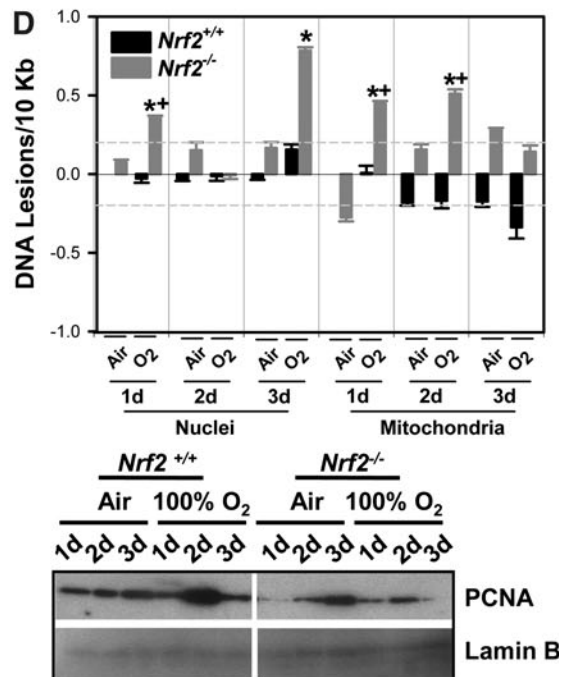 D
Nrf2+/+
Nrf2-/-
DNA Lesions/10 Kb
1.0
0.5
0.0
-0.5
-1.0
*+ * *+ *+
Air O2 Air O2 Air O2 Air O2 Air O2 Air O2
1d 2d 3d 1d 2d 3d
Nuclei Mitochondria
Nrf2 +/+ Nrf2-/-
Air 100% O2 Air 100% O2
1d 2d 3d 1d 2d 3d 1d 2d 3d 1d 2d 3d
PCNA
Lamin B